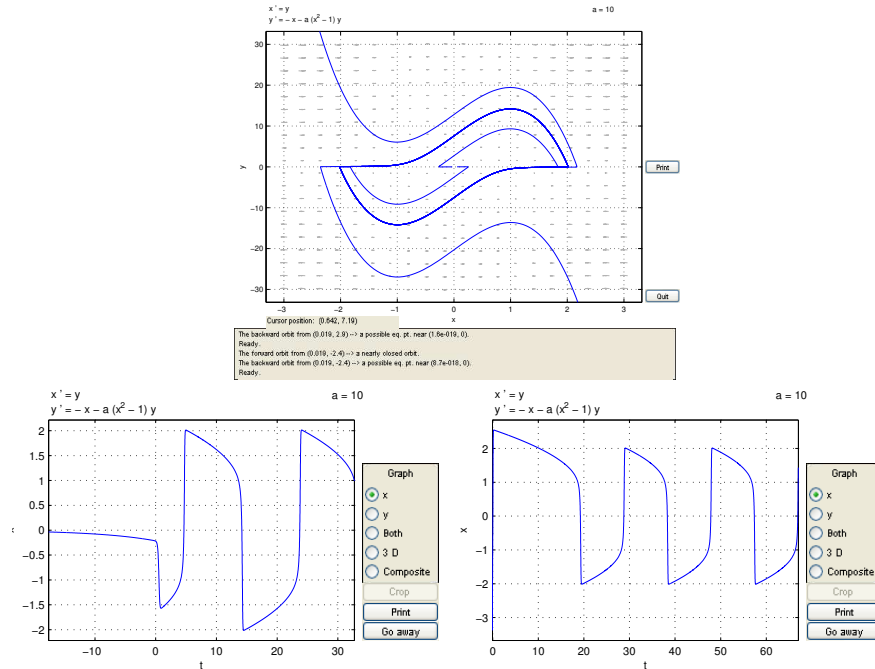 x ' = y
y ' = − x − a (x² − 1) y
a = 10
30
20
10
0
−10
−20
−30
y
−3 −2 −1 0 1 2 3
x
Print
Quit
Cursor position: (0.642, 7.19)
The backward orbit from (0.019, 2.9) --> a possible eq. pt. near (1.6e-019, 0).
Ready.
The forward orbit from (0.019, -2.4) --> a nearly closed orbit.
The backward orbit from (0.019, -2.4) --> a possible eq. pt. near (8.7e-018, 0).
Ready.
x ' = y
y ' = − x − a (x² − 1) y
a = 10
2
1.5
1
0.5
0
−0.5
−1
−1.5
−2
−10 0 10 20 30
t
Graph
x
y
Both
3 D
Composite
Crop
Print
Go away
x ' = y
y ' = − x − a (x² − 1) y
a = 10
2
1
0
−1
−2
−3
x
0 10 20 30 40 50 60
t
Graph
x
y
Both
3 D
Composite
Crop
Print
Go away